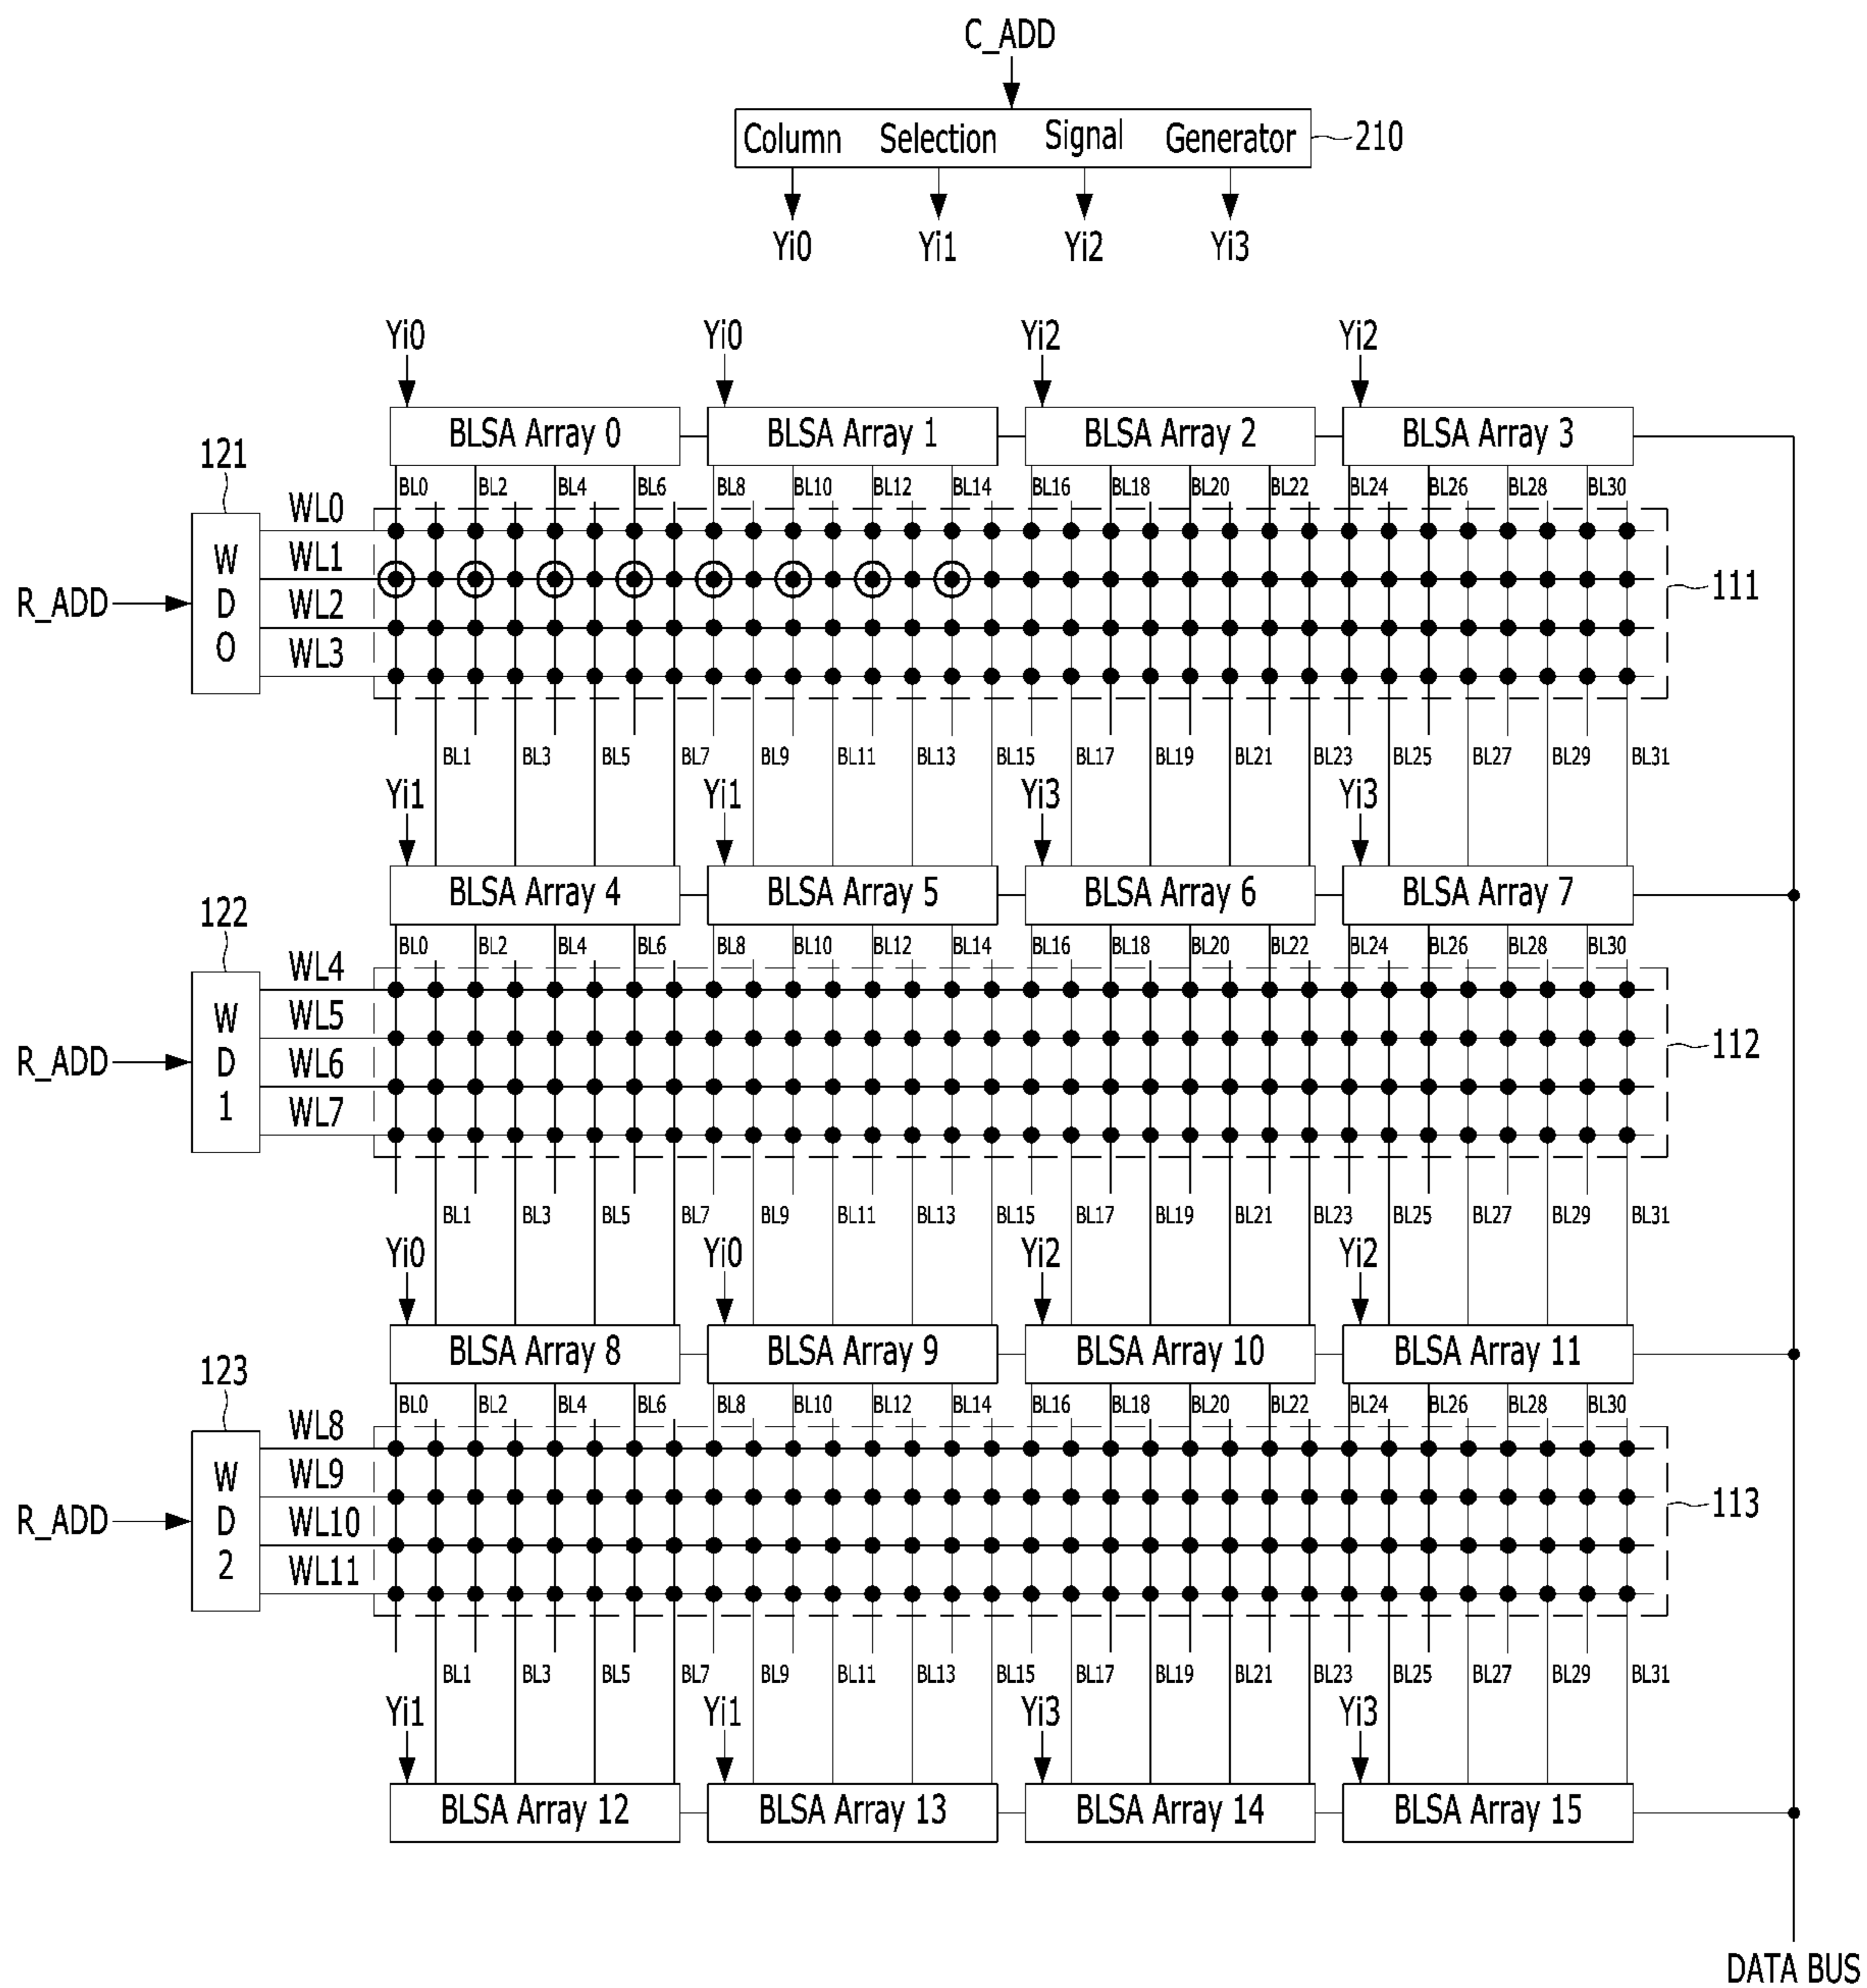 C_ADD
Column Selection Signal Generator 210
Yi0 Yi1 Yi2 Yi3
Yi0 Yi0 Yi2 Yi2
BLSA Array 0 BLSA Array 1 BLSA Array 2 BLSA Array 3
121
BL0 BL2 BL4 BL6 BL8 BL10 BL12 BL14 BL16 BL18 BL20 BL22 BL24 BL26 BL28 BL30
WL0
WL1
WL2
WL3
R_ADD
W
D
0
111
BL1 BL3 BL5 BL7 BL9 BL11 BL13 BL15 BL17 BL19 BL21 BL23 BL25 BL27 BL29 BL31
Yi1 Yi1 Yi3 Yi3
BLSA Array 4 BLSA Array 5 BLSA Array 6 BLSA Array 7
122
BL0 BL2 BL4 BL6 BL8 BL10 BL12 BL14 BL16 BL18 BL20 BL22 BL24 BL26 BL28 BL30
WL4
WL5
WL6
WL7
R_ADD
W
D
1
112
BL1 BL3 BL5 BL7 BL9 BL11 BL13 BL15 BL17 BL19 BL21 BL23 BL25 BL27 BL29 BL31
Yi0 Yi0 Yi2 Yi2
BLSA Array 8 BLSA Array 9 BLSA Array 10 BLSA Array 11
123
BL0 BL2 BL4 BL6 BL8 BL10 BL12 BL14 BL16 BL18 BL20 BL22 BL24 BL26 BL28 BL30
WL8
WL9
WL10
WL11
R_ADD
W
D
2
113
BL1 BL3 BL5 BL7 BL9 BL11 BL13 BL15 BL17 BL19 BL21 BL23 BL25 BL27 BL29 BL31
Yi1 Yi1 Yi3 Yi3
BLSA Array 12 BLSA Array 13 BLSA Array 14 BLSA Array 15
DATA BUS